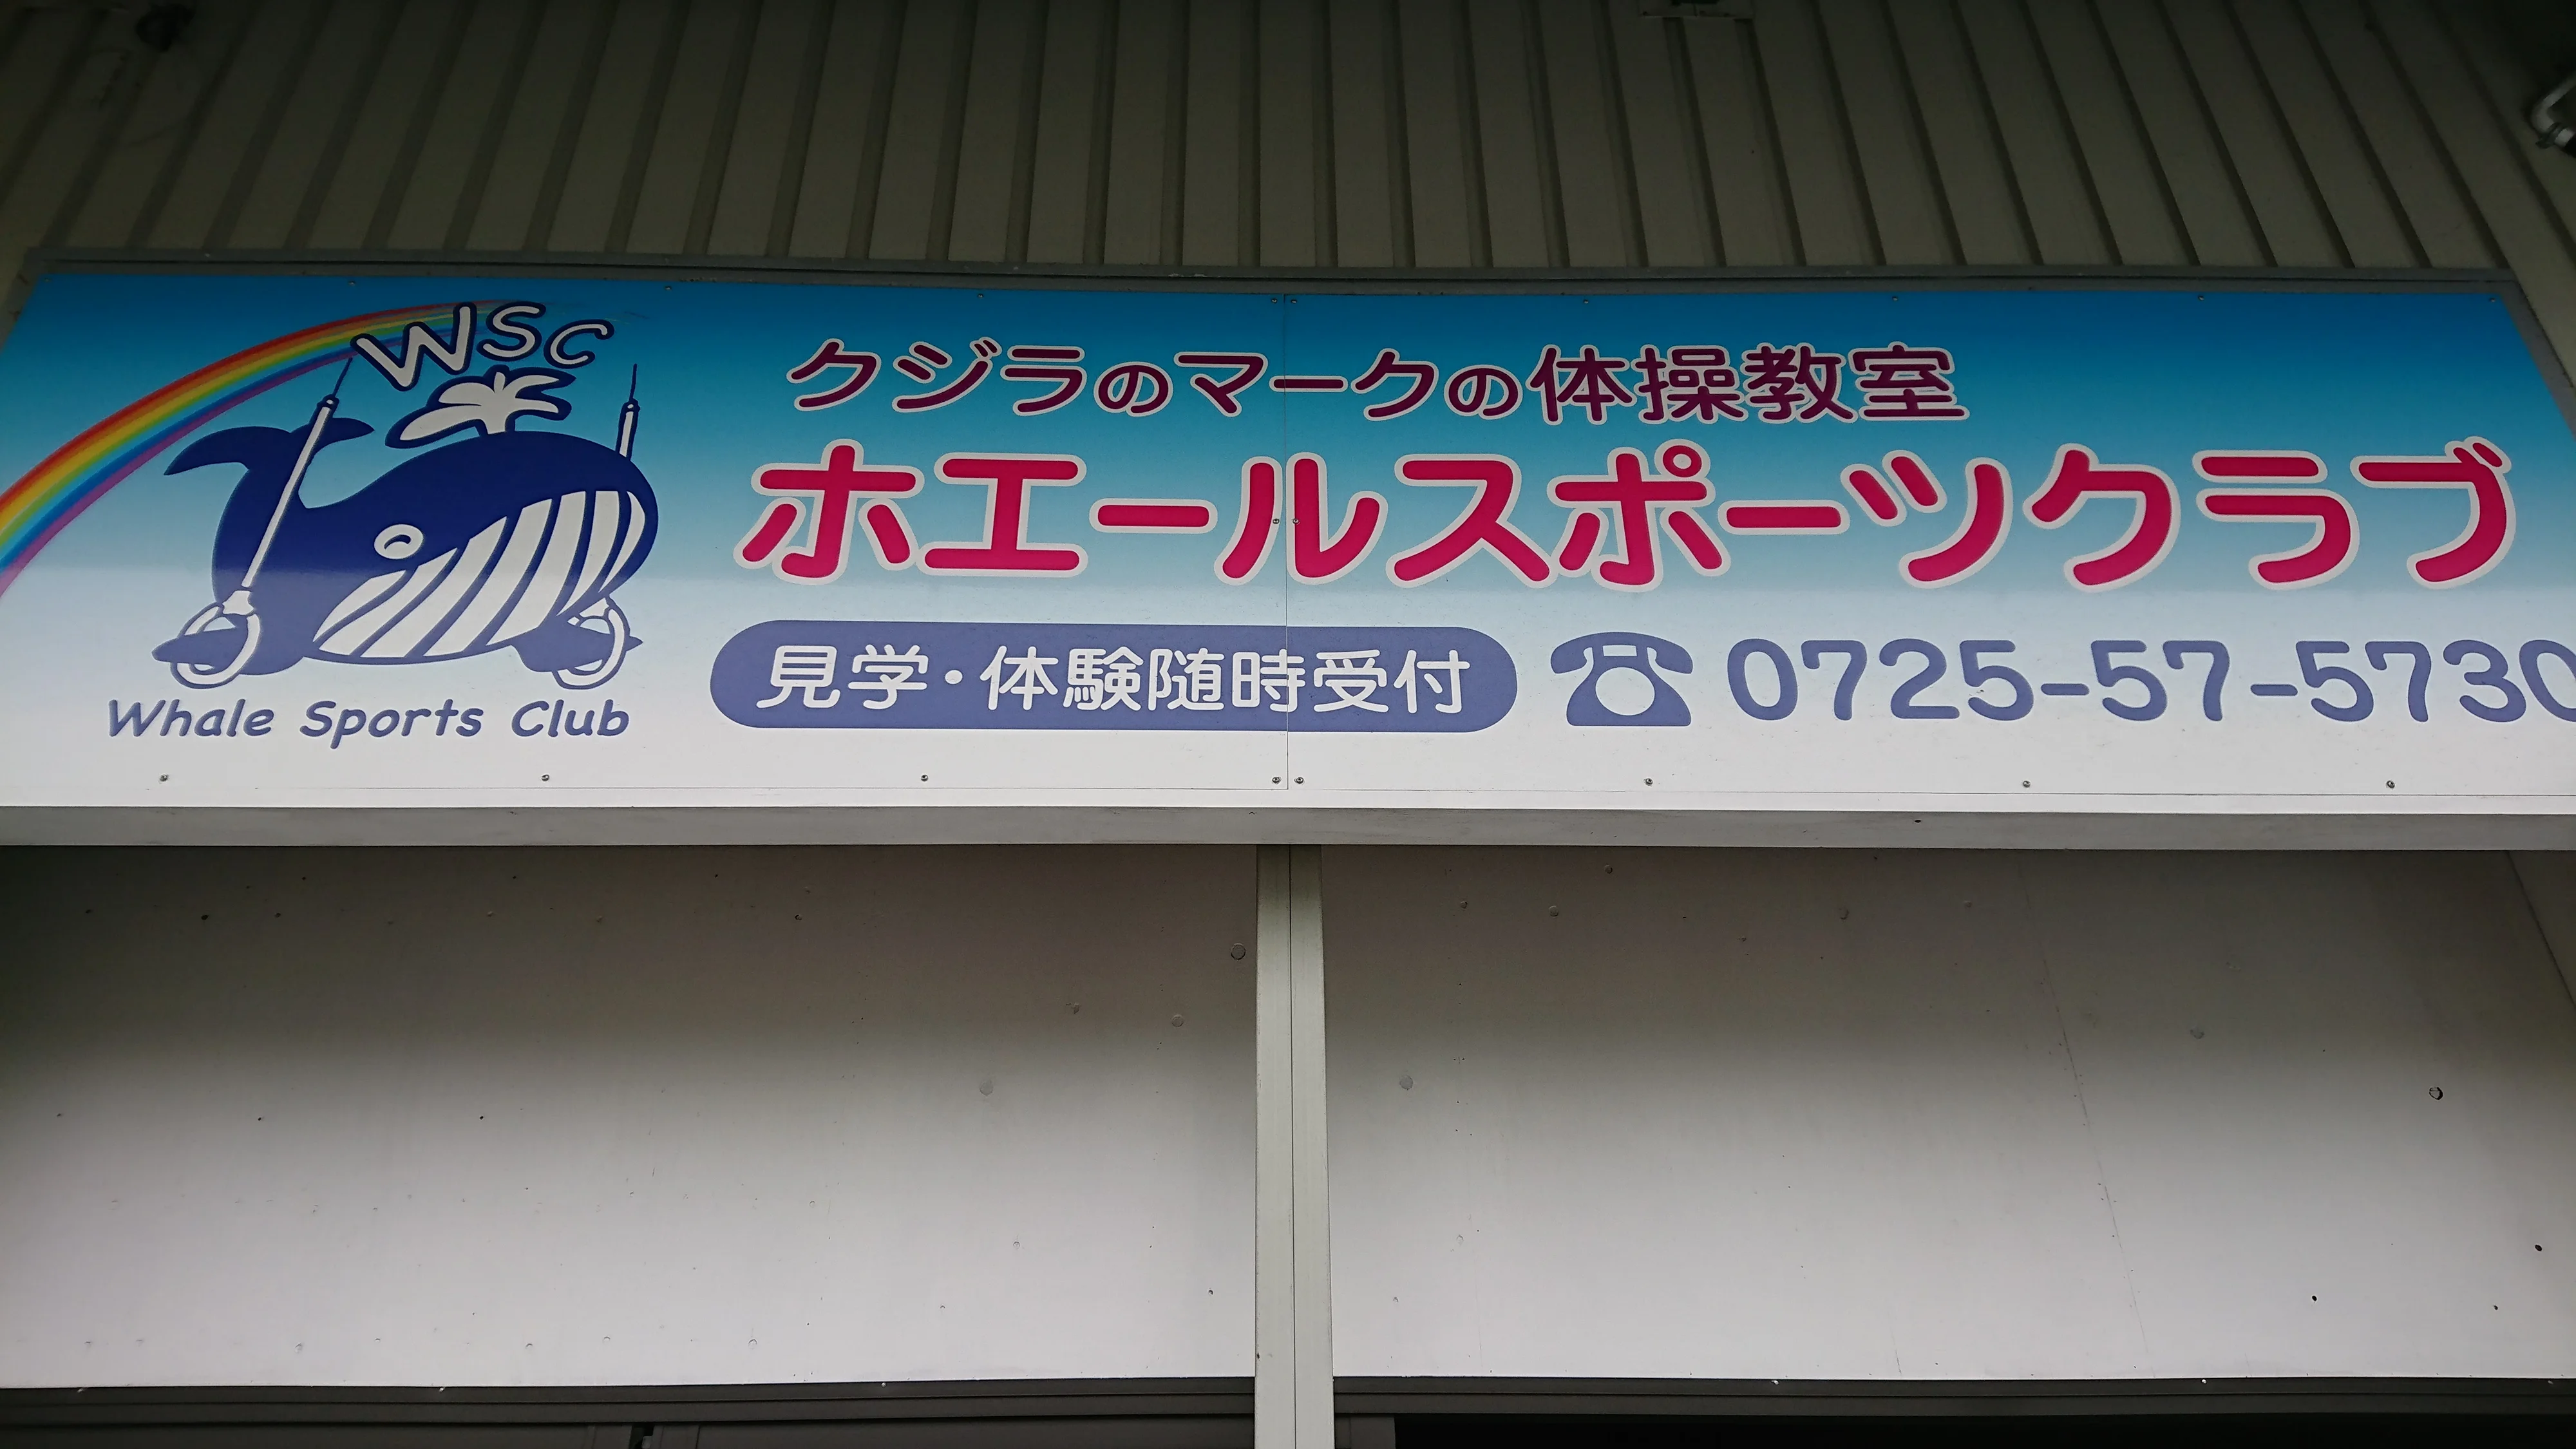 WSC
Whale Sports Club
クジラのマークの体操教室
ホエールスポーツクラブ
見学・体験随時受付
☎ 0725-57-5730